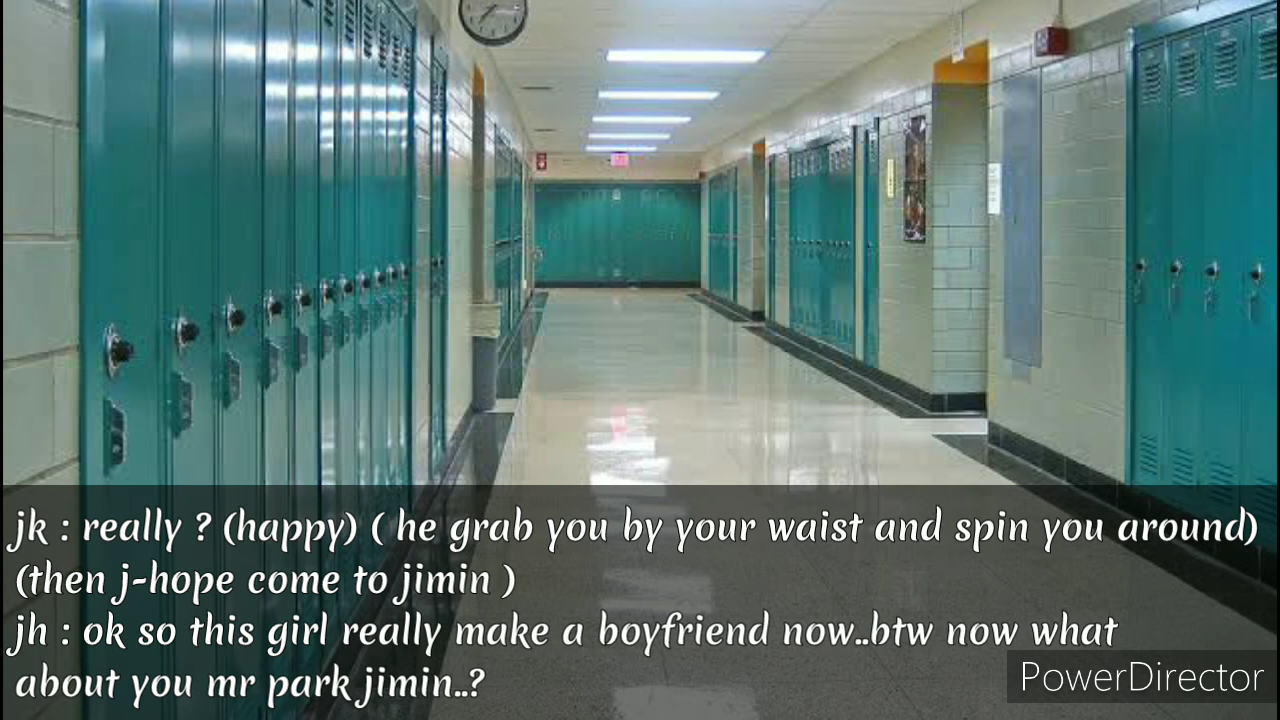 jk : really ? (happy) ( he grab you by your waist and spin you around)
(then j-hope come to jimin )
jh : ok so this girl really make a boyfriend now..btw now what
about you mr park jimin..?
PowerDirector